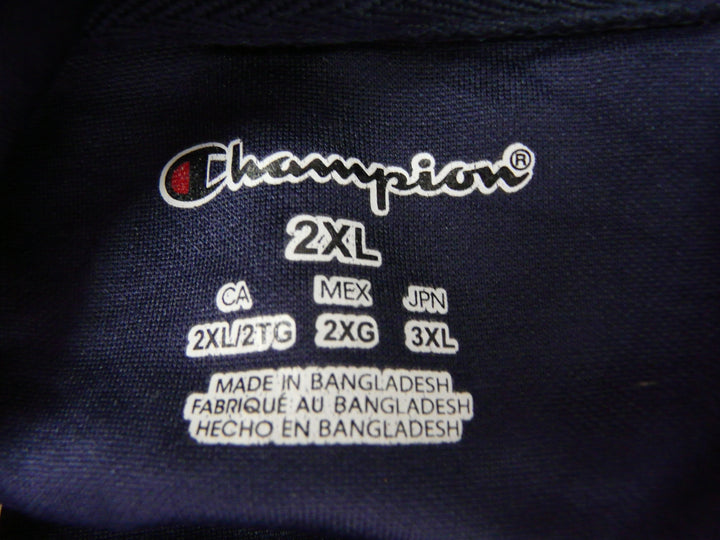 Champion®
2XL
CA MEX JPN
2XL/2TG 2XG 3XL
MADE IN BANGLADESH
FABRIQUÉ AU BANGLADESH
HECHO EN BANGLADESH